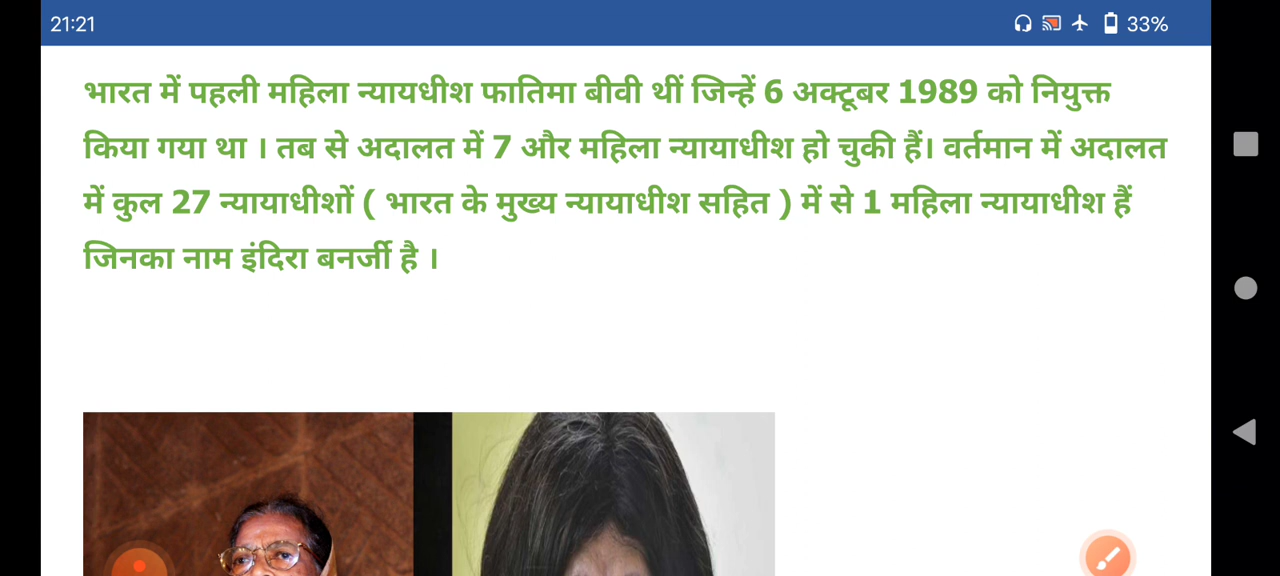 21:21
33%
भारत में पहली महिला न्यायधीश फातिमा बीवी थीं जिन्हें 6 अक्टूबर 1989 को नियुक्त
किया गया था । तब से अदालत में 7 और महिला न्यायाधीश हो चुकी हैं। वर्तमान में अदालत
में कुल 27 न्यायाधीशों ( भारत के मुख्य न्यायाधीश सहित ) में से 1 महिला न्यायाधीश हैं
जिनका नाम इंदिरा बनर्जी है ।